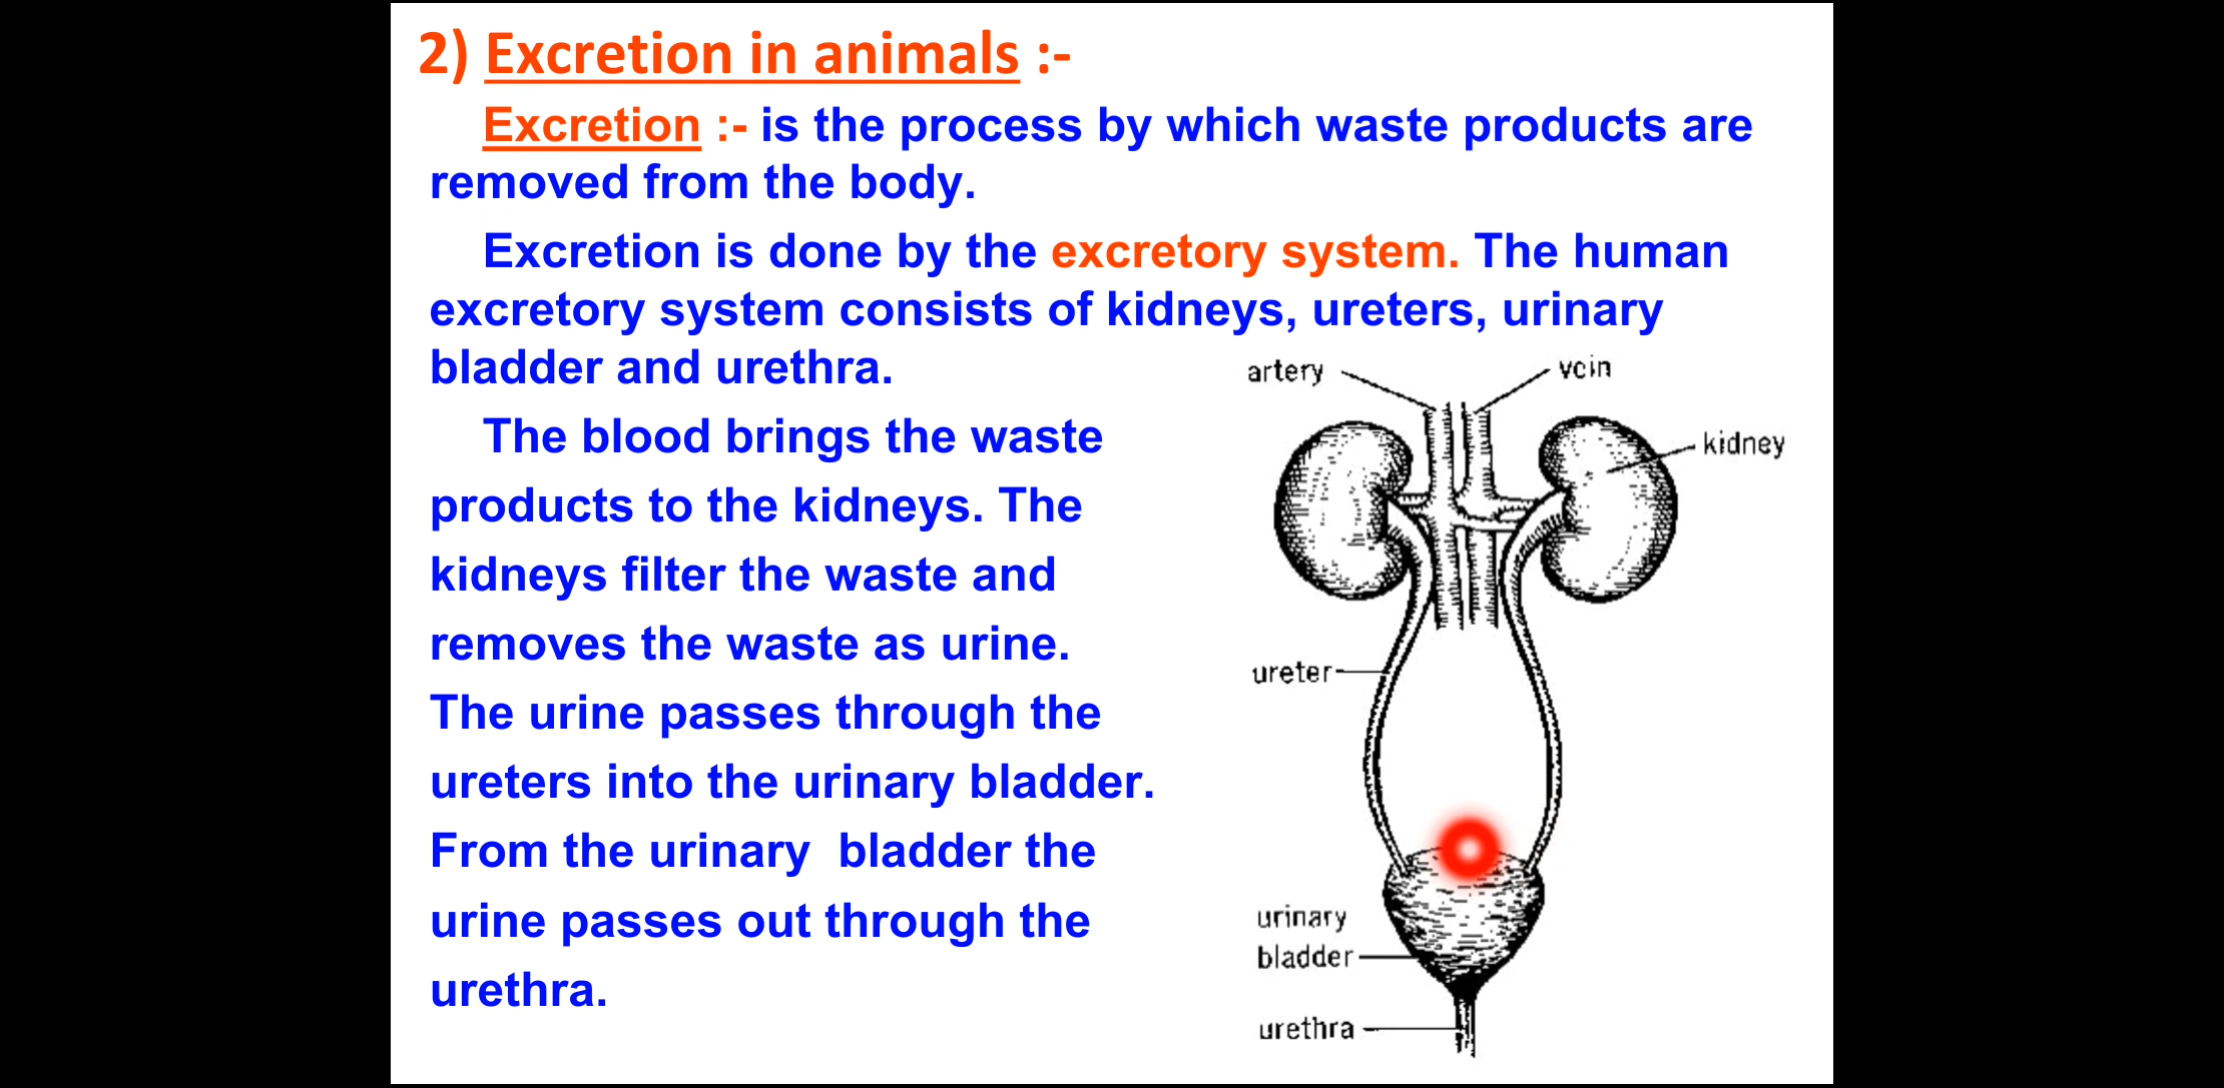 2) Excretion in animals :-
Excretion :- is the process by which waste products are
removed from the body.
Excretion is done by the excretory system. The human
excretory system consists of kidneys, ureters, urinary
bladder and urethra.
The blood brings the waste
products to the kidneys. The
kidneys filter the waste and
removes the waste as urine.
The urine passes through the
ureters into the urinary bladder.
From the urinary bladder the
urine passes out through the
urethra.
artery
vein
kidney
ureter
urinary
bladder
urethra